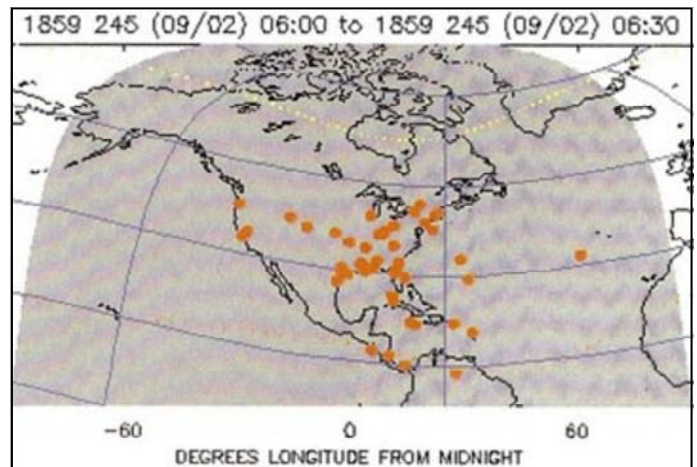 1859 245 (09/02) 06:00 to 1859 245 (09/02) 06:30
-60 0 60
DEGREES LONGITUDE FROM MIDNIGHT